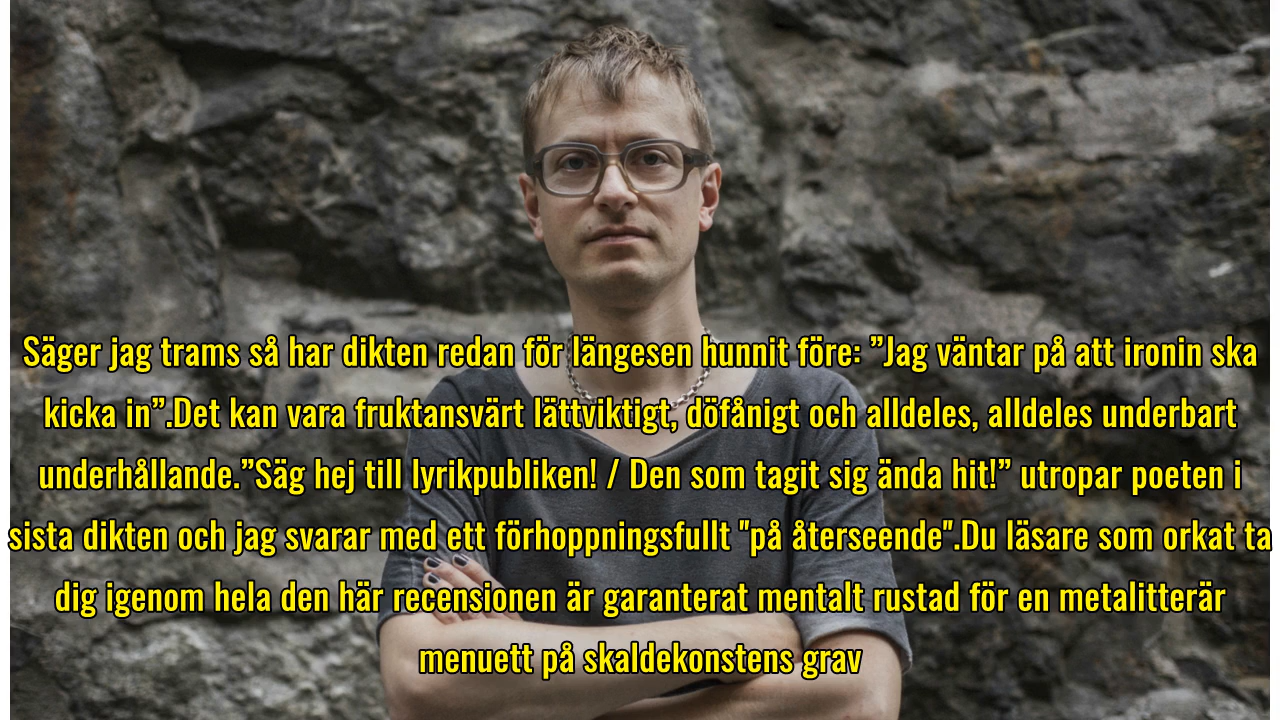 Säger jag trams så har dikten redan för längesen hunnit före: ”Jag väntar på att ironin ska
kicka in”.Det kan vara fruktansvärt lättviktigt, döfånigt och alldeles, alldeles underbart
underhållande.”Säg hej till lyrikpubliken! / Den som tagit sig ända hit!” utropar poeten i
sista dikten och jag svarar med ett förhoppningsfullt "på återseende".Du läsare som orkat ta
dig igenom hela den här recensionen är garanterat mentalt rustad för en metalitterär
menuett på skaldekonstens grav